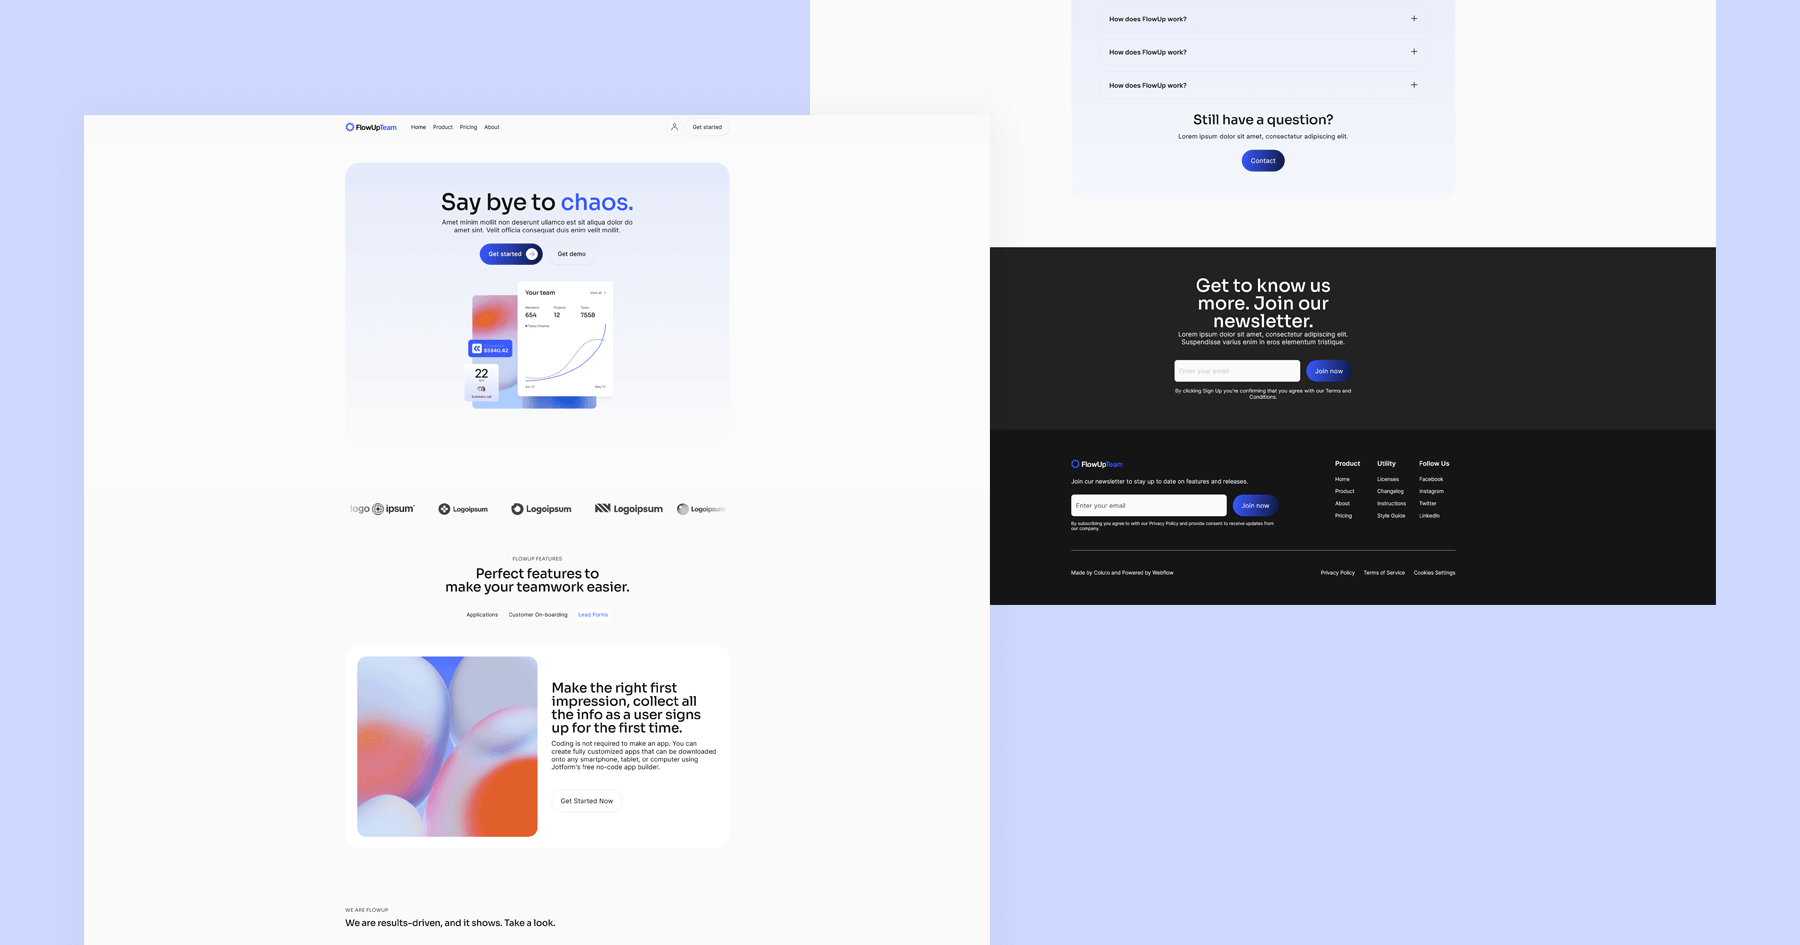 FlowUpTeam
Home Product Pricing About
Get started
Say bye to chaos.
Amet minim mollit non deserunt ullamco est sit aliqua dolor do
amet sint. Velit officia consequat duis enim velit mollit.
Get started
Get demo
Your team
View all
Members Projects Tasks
654 12 7558
Tasks finished
$5940.42
22
April
Summary call
Apr 15 May 15
logo ipsum
Logoipsum
Logoipsum
Logoipsum
Logoipsum
FLOWUP FEATURES
Perfect features to
make your teamwork easier.
Applications Customer On-boarding Lead Forms
Make the right first
impression, collect all
the info as a user signs
up for the first time.
Coding is not required to make an app. You can
create fully customized apps that can be downloaded
onto any smartphone, tablet, or computer using
Jotform's free no-code app builder.
Get Started Now
WE ARE FLOWUP
We are results-driven, and it shows. Take a look.
How does FlowUp work?
How does FlowUp work?
How does FlowUp work?
Still have a question?
Lorem ipsum dolor sit amet, consectetur adipiscing elit.
Contact
Get to know us
more. Join our
newsletter.
Lorem ipsum dolor sit amet, consectetur adipiscing elit.
Suspendisse varius enim in eros elementum tristique.
Enter your email
Join now
By clicking Sign Up you're confirming that you agree with our Terms and
Conditions.
FlowUpTeam
Join our newsletter to stay up to date on features and releases.
Enter your email
Join now
By subscribing you agree to with our Privacy Policy and provide consent to receive updates from
our company.
Product Utility Follow Us
Home Licenses Facebook
Product Changelog Instagram
About Instructions Twitter
Pricing Style Guide LinkedIn
Made by Coluto and Powered by Webflow
Privacy Policy Terms of Service Cookies Settings